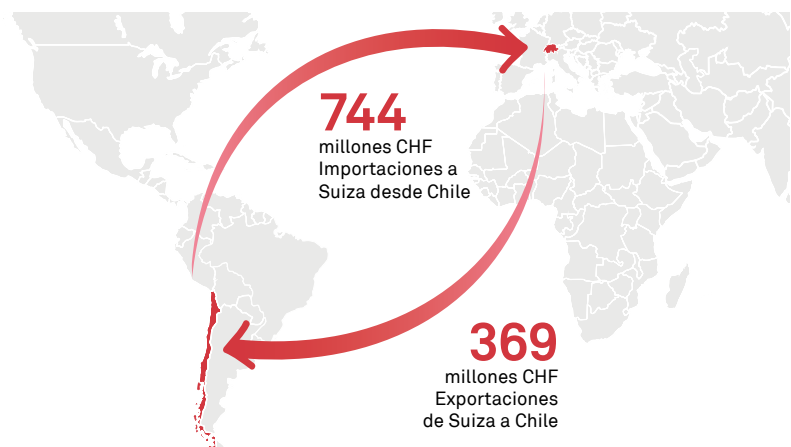 744
millones CHF
Importaciones a
Suiza desde Chile
369
millones CHF
Exportaciones
de Suiza a Chile